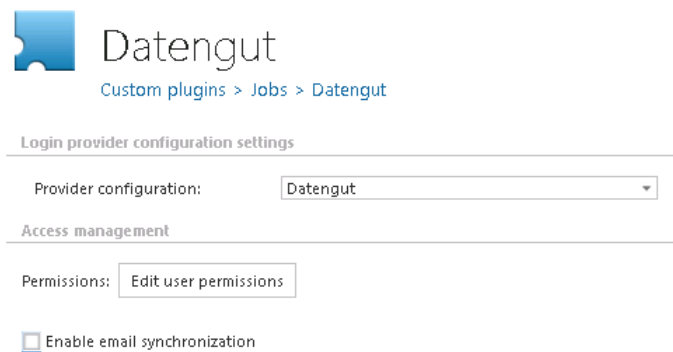 Datengut
Custom plugins > Jobs > Datengut
Login provider configuration settings
Provider configuration: Datengut
Access management
Permissions: Edit user permissions
Enable email synchronization